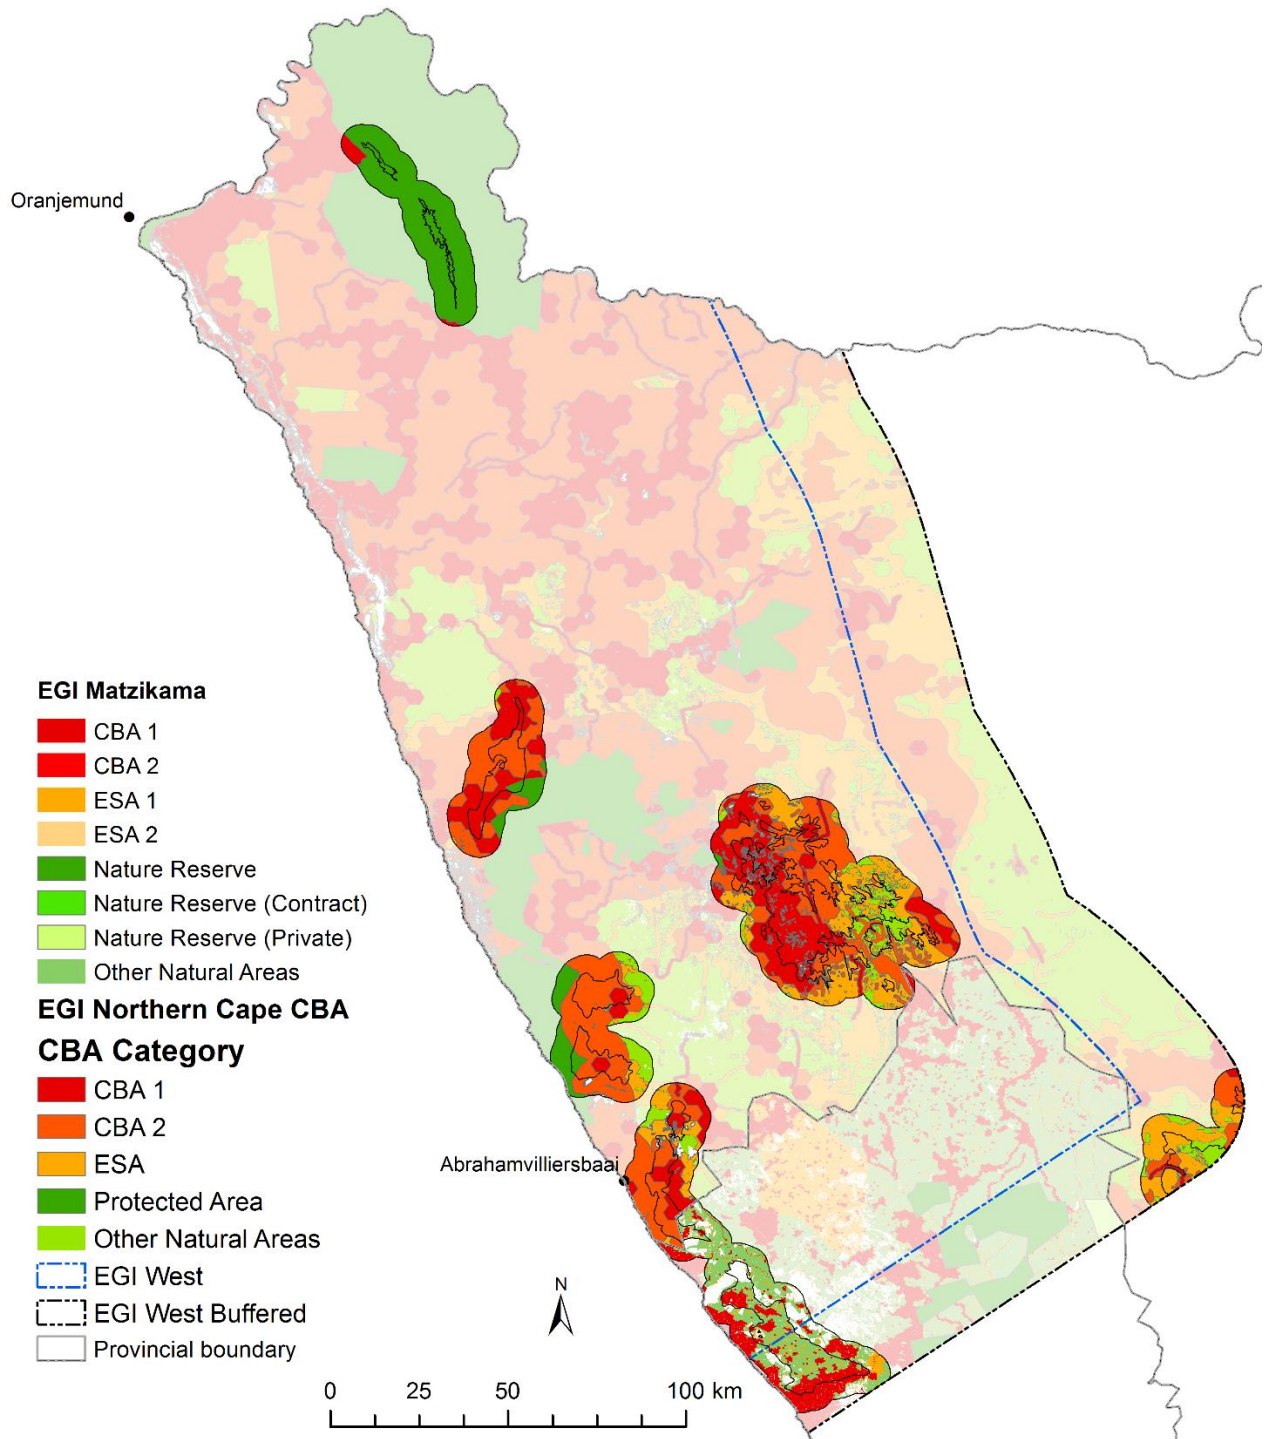 Oranjemund
EGI Matzikama
CBA 1
CBA 2
ESA 1
ESA 2
Nature Reserve
Nature Reserve (Contract)
Nature Reserve (Private)
Other Natural Areas
EGI Northern Cape CBA
CBA Category
CBA 1
CBA 2
ESA
Protected Area
Other Natural Areas
EGI West
EGI West Buffered
Provincial boundary
Abrahamvilliersbaai
N
0 25 50 100 km